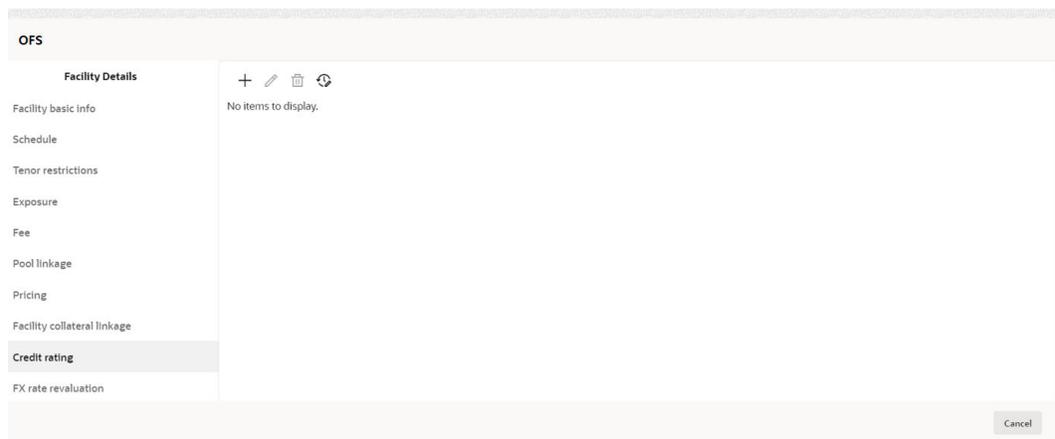 OFS
Facility Details
Facility basic info
Schedule
Tenor restrictions
Exposure
Fee
Pool linkage
Pricing
Facility collateral linkage
Credit rating
FX rate revaluation
No items to display.
Cancel